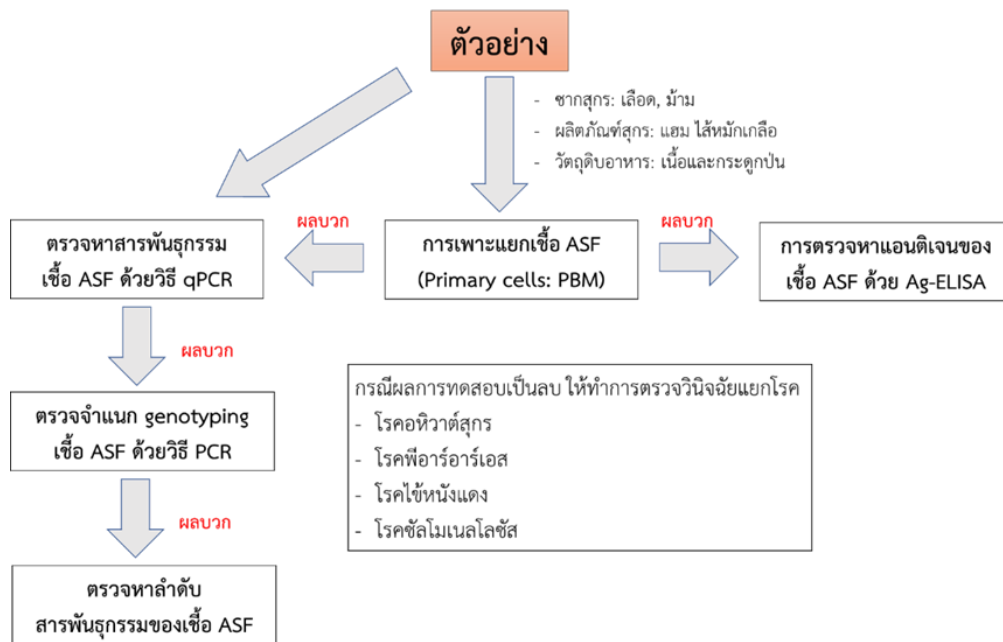 ตัวอย่าง
- ซากสุกร: เลือด, ม้าม
- ผลิตภัณฑ์สุกร: แฮม ไส้หมักเกลือ
- วัตถุดิบอาหาร: เนื้อและกระดูกป่น
ตรวจหาสารพันธุกรรม
เชื้อ ASF ด้วยวิธี qPCR
ผลบวก
การเพาะแยกเชื้อ ASF
(Primary cells: PBM)
ผลบวก
การตรวจหาแอนติเจนของ
เชื้อ ASF ด้วย Ag-ELISA
ผลบวก
ตรวจจำแนก genotyping
เชื้อ ASF ด้วยวิธี PCR
ผลบวก
ตรวจหาลำดับ
สารพันธุกรรมของเชื้อ ASF
กรณีผลการทดสอบเป็นลบ ให้ทำการตรวจวินิจฉัยแยกโรค
- โรคอหิวาต์สุกร
- โรคพีอาร์อาร์เอส
- โรคไข้หนังแดง
- โรคซัลโมเนลโลซัส